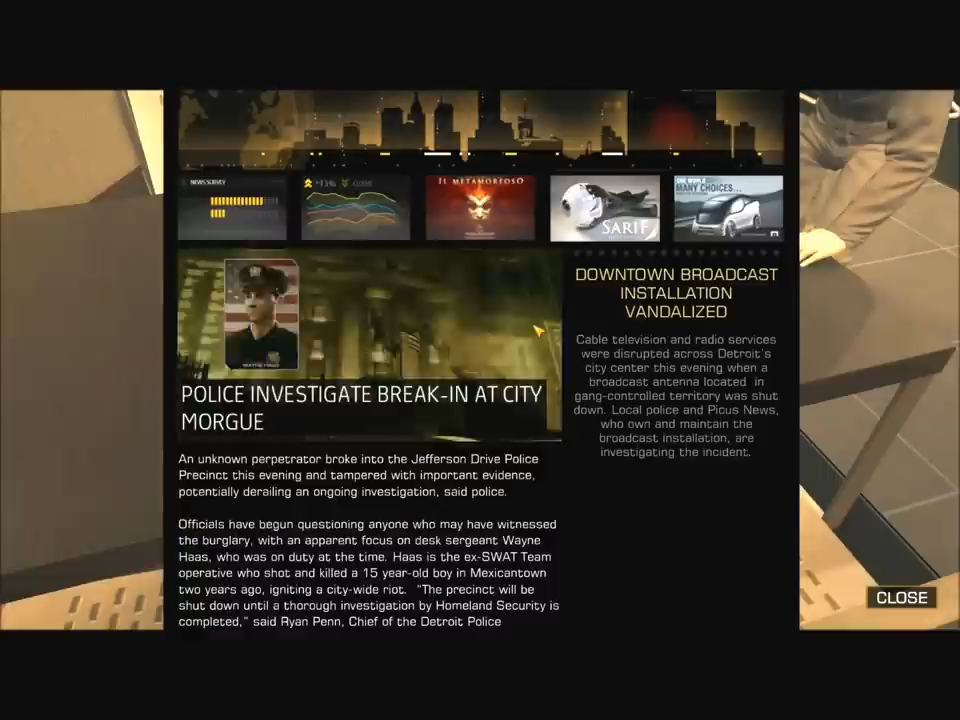 NEWS SURVEY
IL METAMORFOSO
SARIF
MANY CHOICES...
DOWNTOWN BROADCAST
INSTALLATION
VANDALIZED
Cable television and radio services
were disrupted across Detroit's
city center this evening when a
broadcast antenna located in
gang-controlled territory was shut
down. Local police and Picus News,
who own and maintain the
broadcast installation, are
investigating the incident.
POLICE INVESTIGATE BREAK-IN AT CITY
MORGUE
An unknown perpetrator broke into the Jefferson Drive Police
Precinct this evening and tampered with important evidence,
potentially derailing an ongoing investigation, said police.
Officials have begun questioning anyone who may have witnessed
the burglary, with an apparent focus on desk sergeant Wayne
Haas, who was on duty at the time. Haas is the ex-SWAT Team
operative who shot and killed a 15 year-old boy in Mexicantown
two years ago, igniting a city-wide riot. "The precinct will be
shut down until a thorough investigation by Homeland Security is
completed," said Ryan Penn, Chief of the Detroit Police
CLOSE